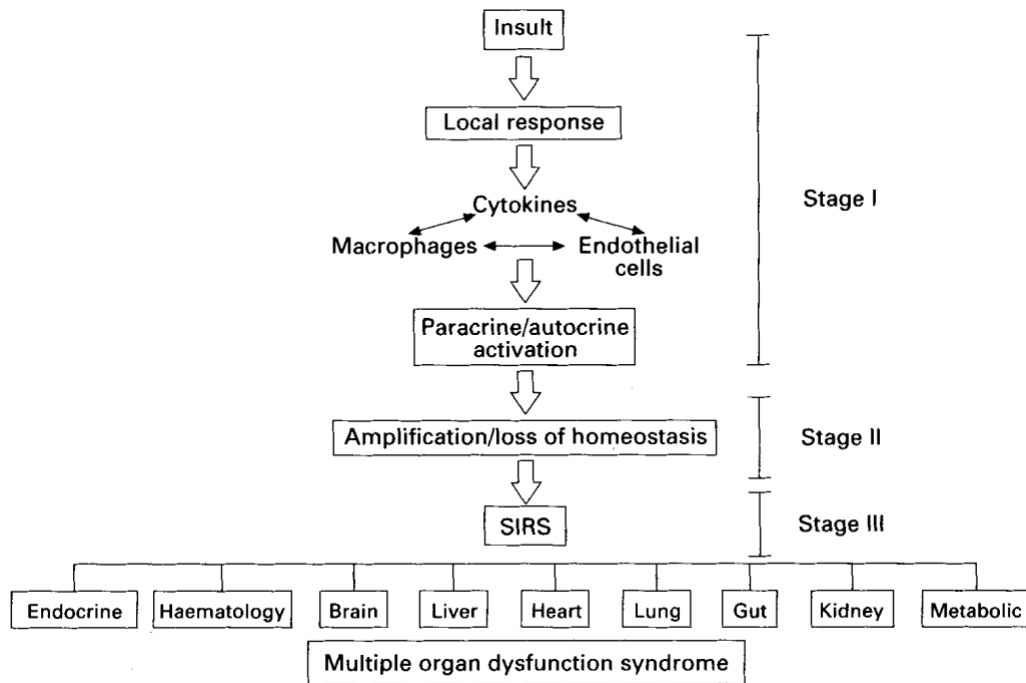 Insult
Local response
Cytokines
Macrophages
Endothelial
cells
Paracrine/autocrine
activation
Amplification/loss of homeostasis
SIRS
Stage I
Stage II
Stage III
Endocrine
Haematology
Brain
Liver
Heart
Lung
Gut
Kidney
Metabolic
Multiple organ dysfunction syndrome